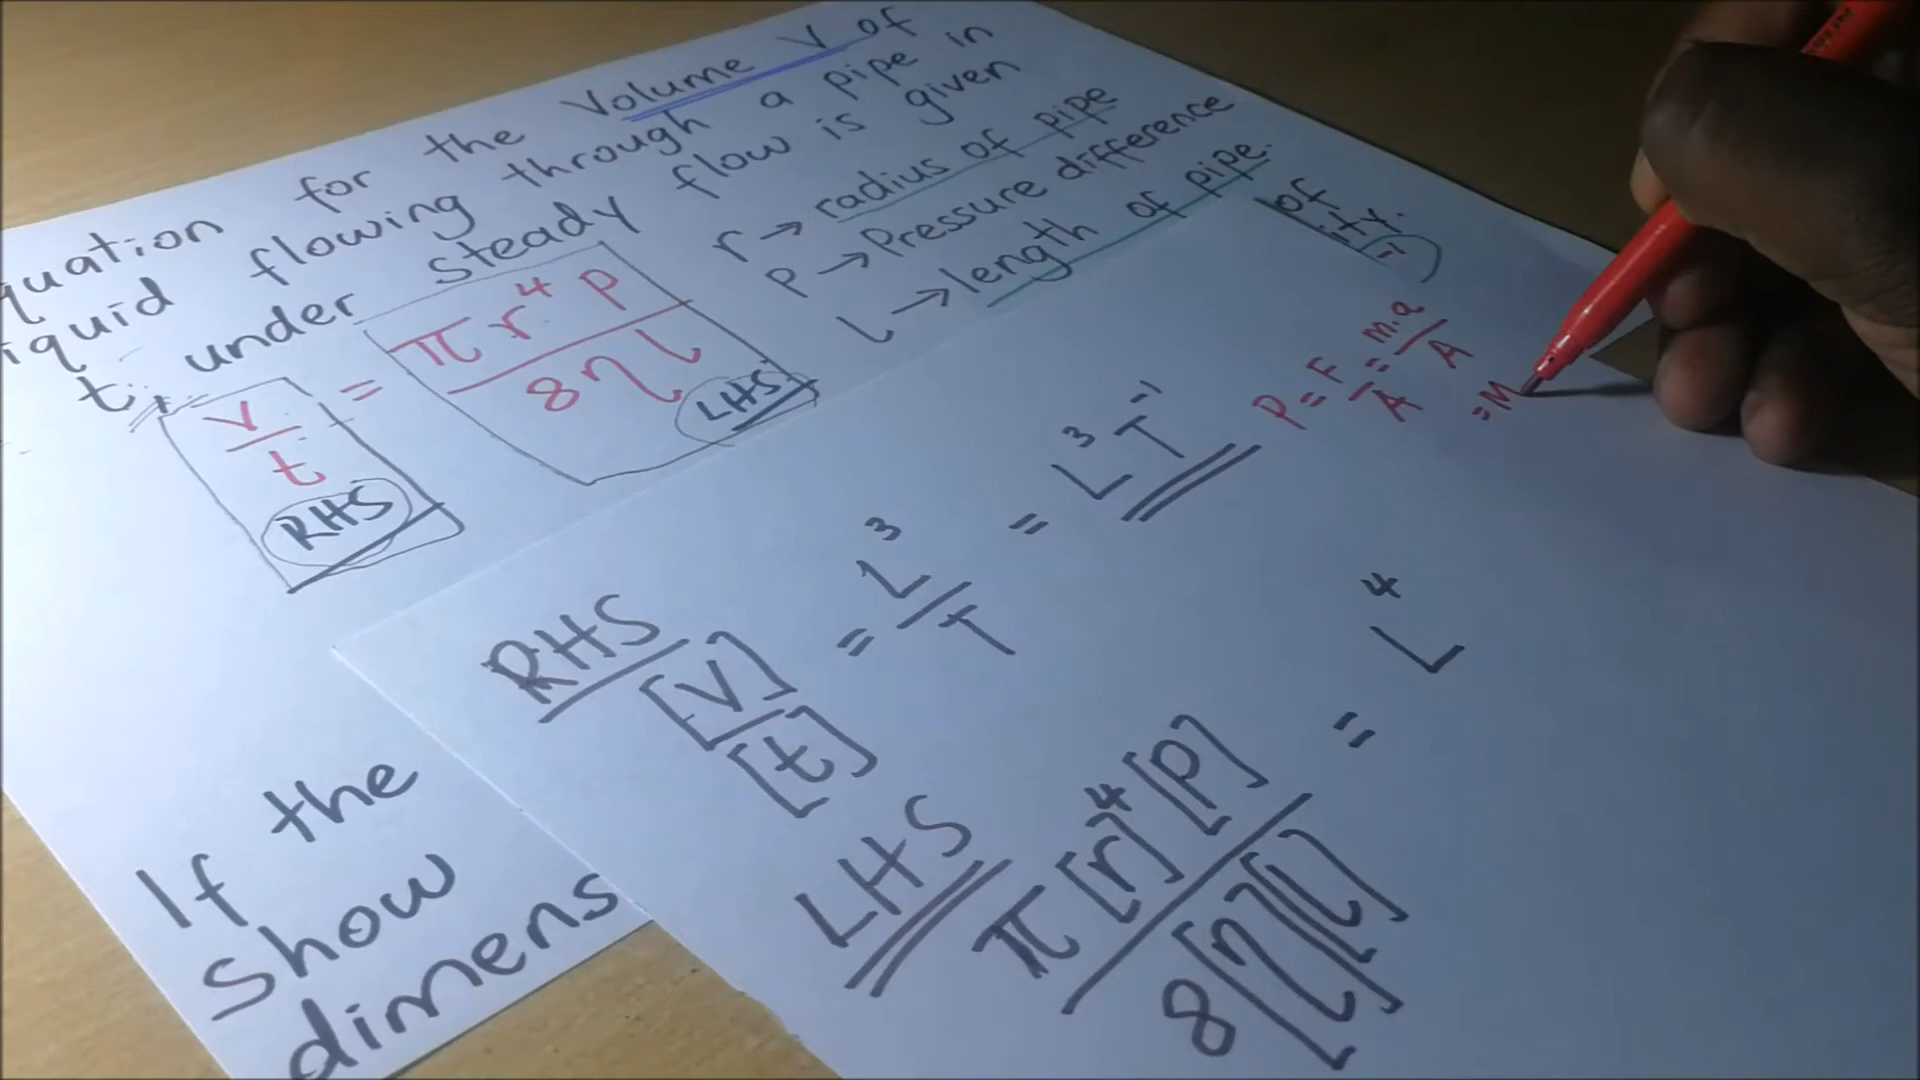 quation for the Volume V of
iquid flowing through a pipe in
t, under steady flow is given
V/t = πr⁴p/8ηl
RHS
LHS
r → radius of pipe
P → Pressure difference
l → length of pipe.
of
ity.
RHS
[V]/[t] = L³/T = L³T⁻¹
P = F/A = m.a/A
= M
LHS
π[r]⁴[P]/8[η][l] = L⁴
If the
show
dimens